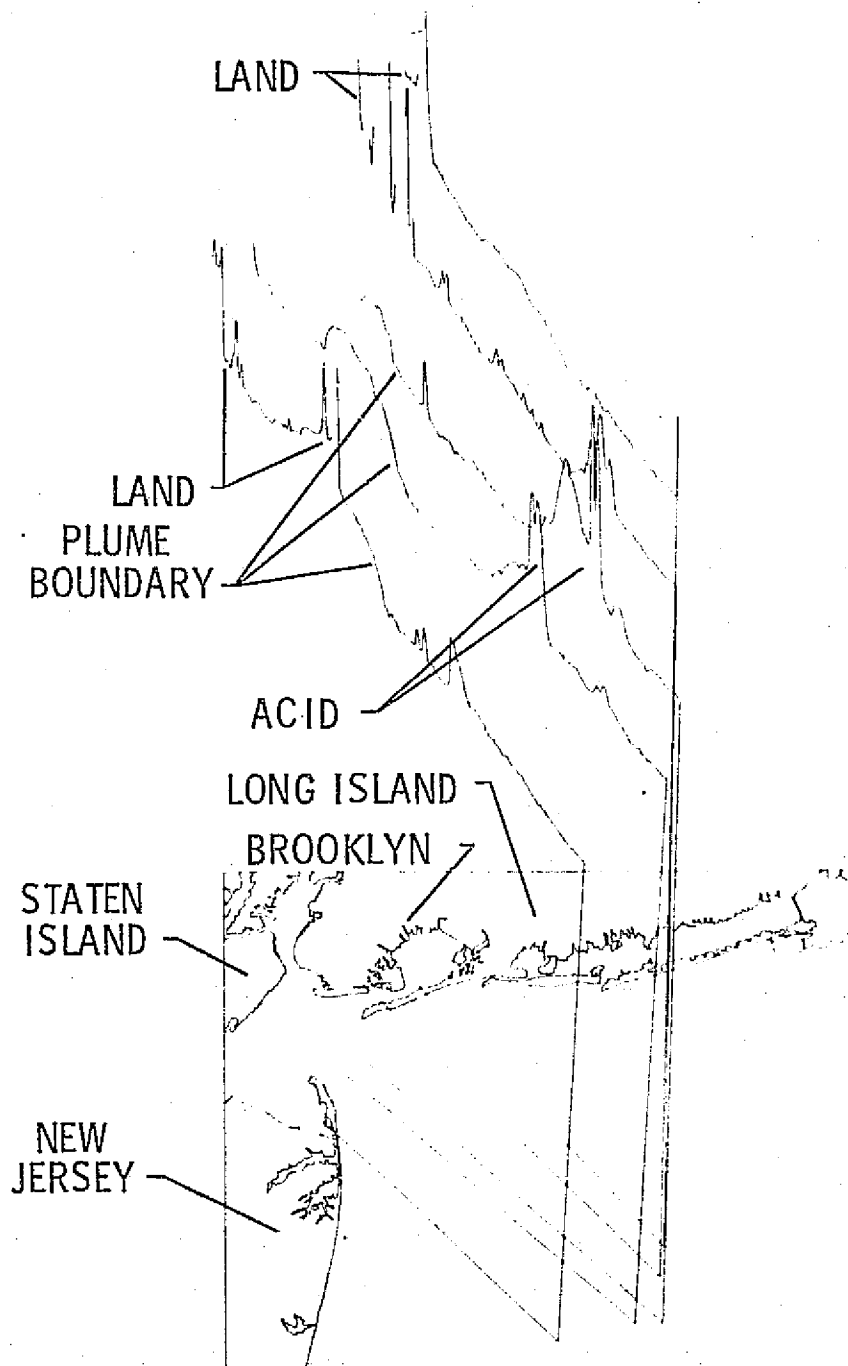 LAND
LAND
PLUME
BOUNDARY
ACID
LONG ISLAND
BROOKLYN
STATEN
ISLAND
NEW
JERSEY